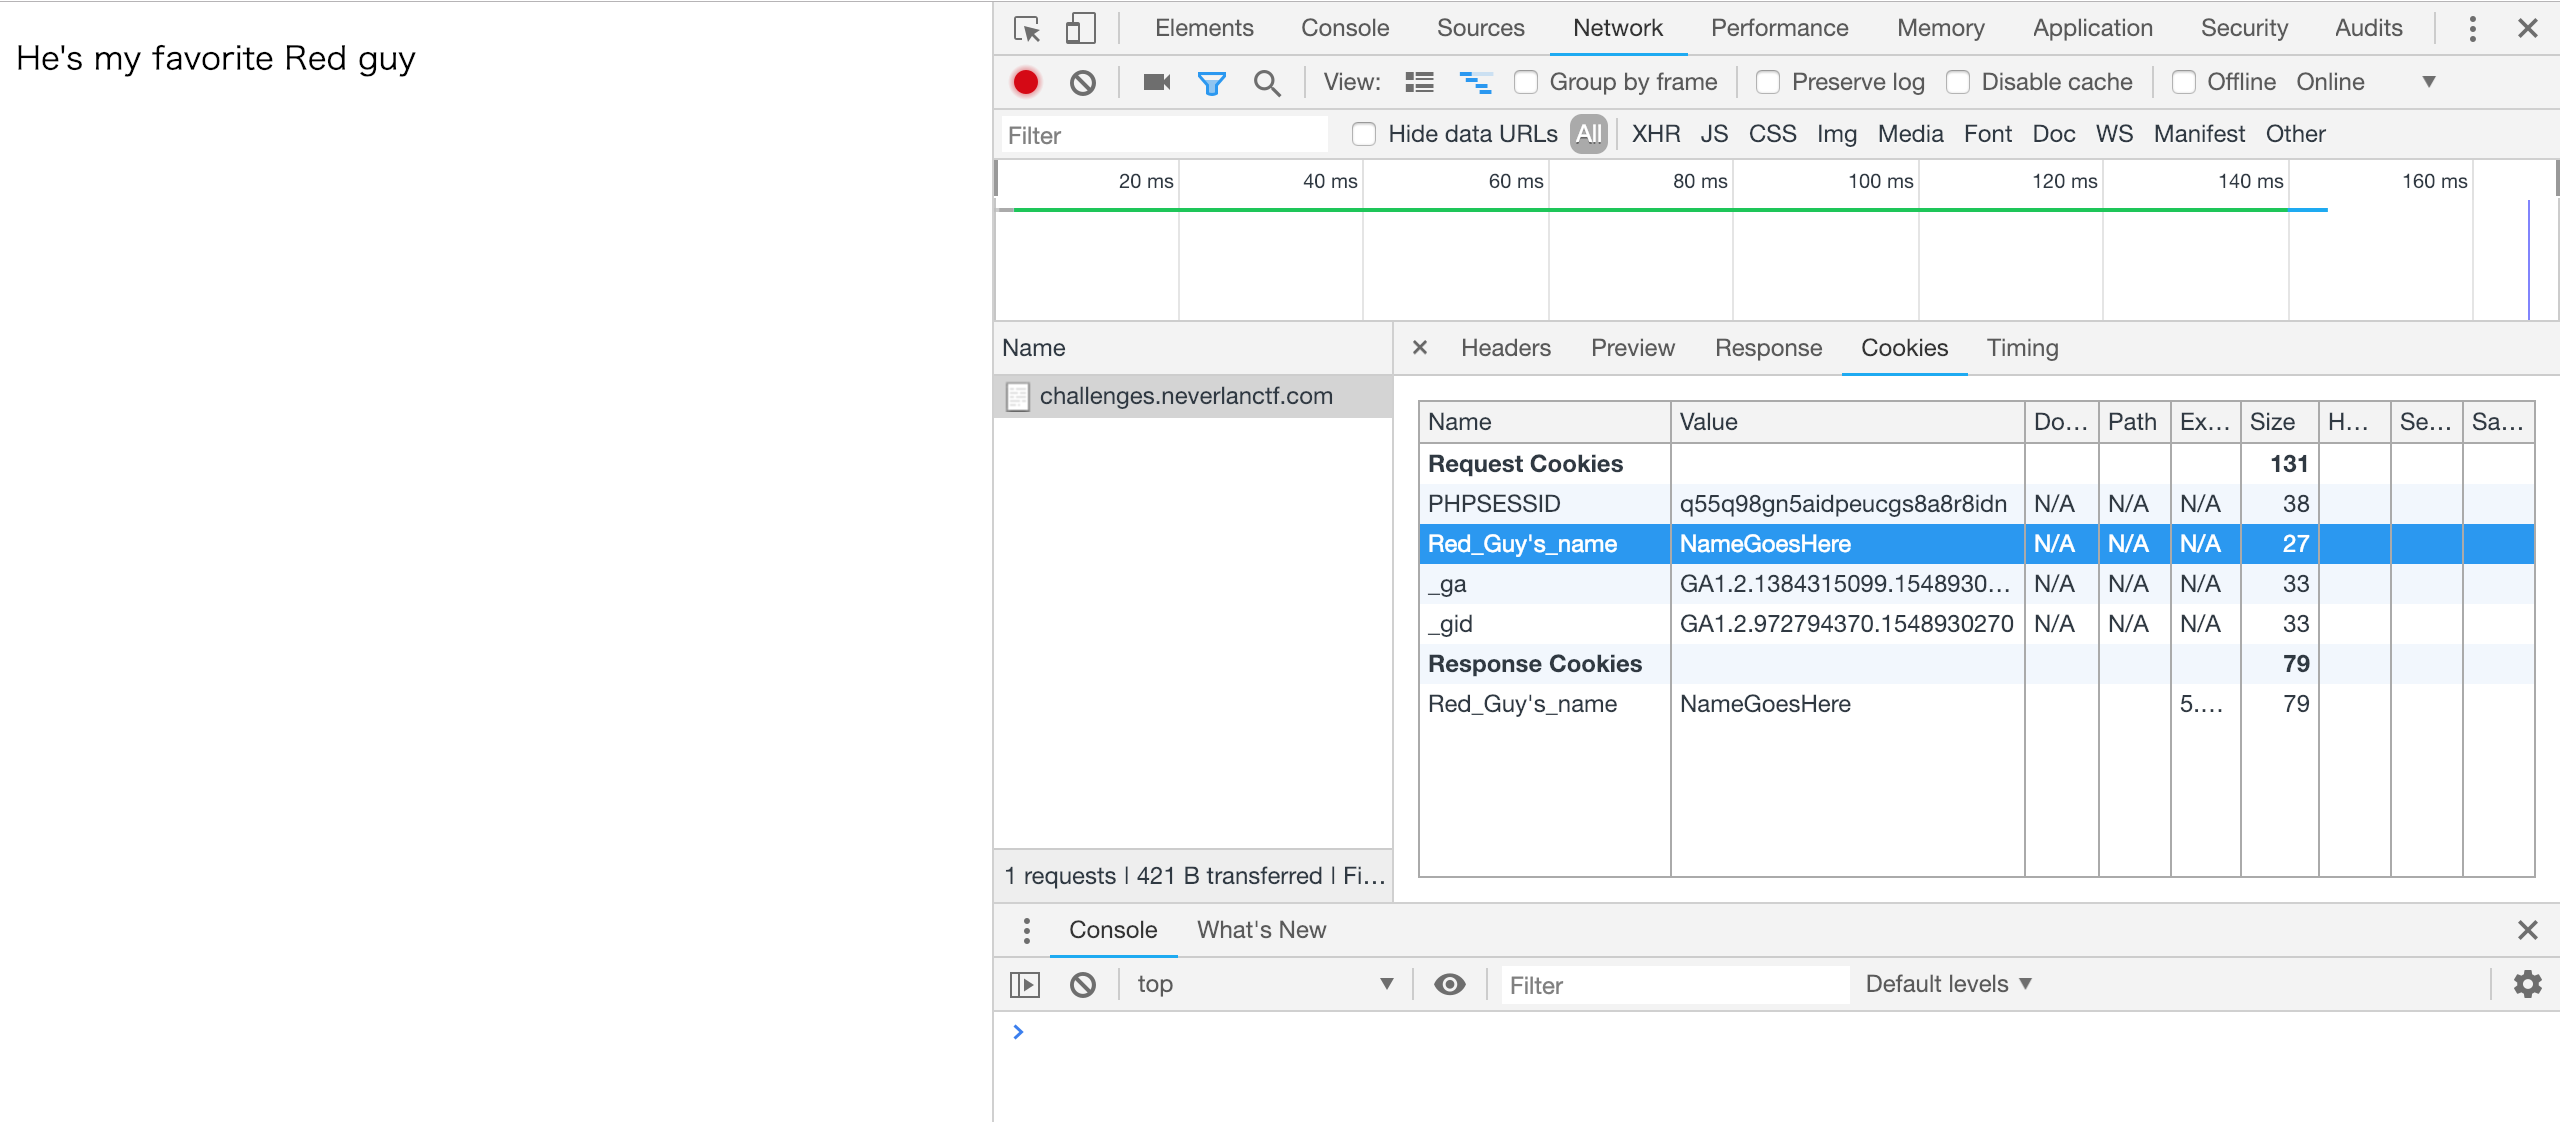 He's my favorite Red guy
Elements Console Sources Network Performance Memory Application Security Audits
View: Group by frame Preserve log Disable cache Offline Online
Filter Hide data URLs All XHR JS CSS Img Media Font Doc WS Manifest Other
20 ms 40 ms 60 ms 80 ms 100 ms 120 ms 140 ms 160 ms
Name
challenges.neverlanctf.com
1 requests | 421 B transferred | Fi...
Headers Preview Response Cookies Timing
Name Value Do... Path Ex... Size H... Se... Sa...
Request Cookies 131
PHPSESSID q55q98gn5aidpeucgs8a8r8idn N/A N/A N/A 38
Red_Guy's_name NameGoesHere N/A N/A N/A 27
_ga GA1.2.1384315099.1548930... N/A N/A N/A 33
_gid GA1.2.972794370.1548930270 N/A N/A N/A 33
Response Cookies 79
Red_Guy's_name NameGoesHere 5.... 79
Console What's New
top Filter Default levels